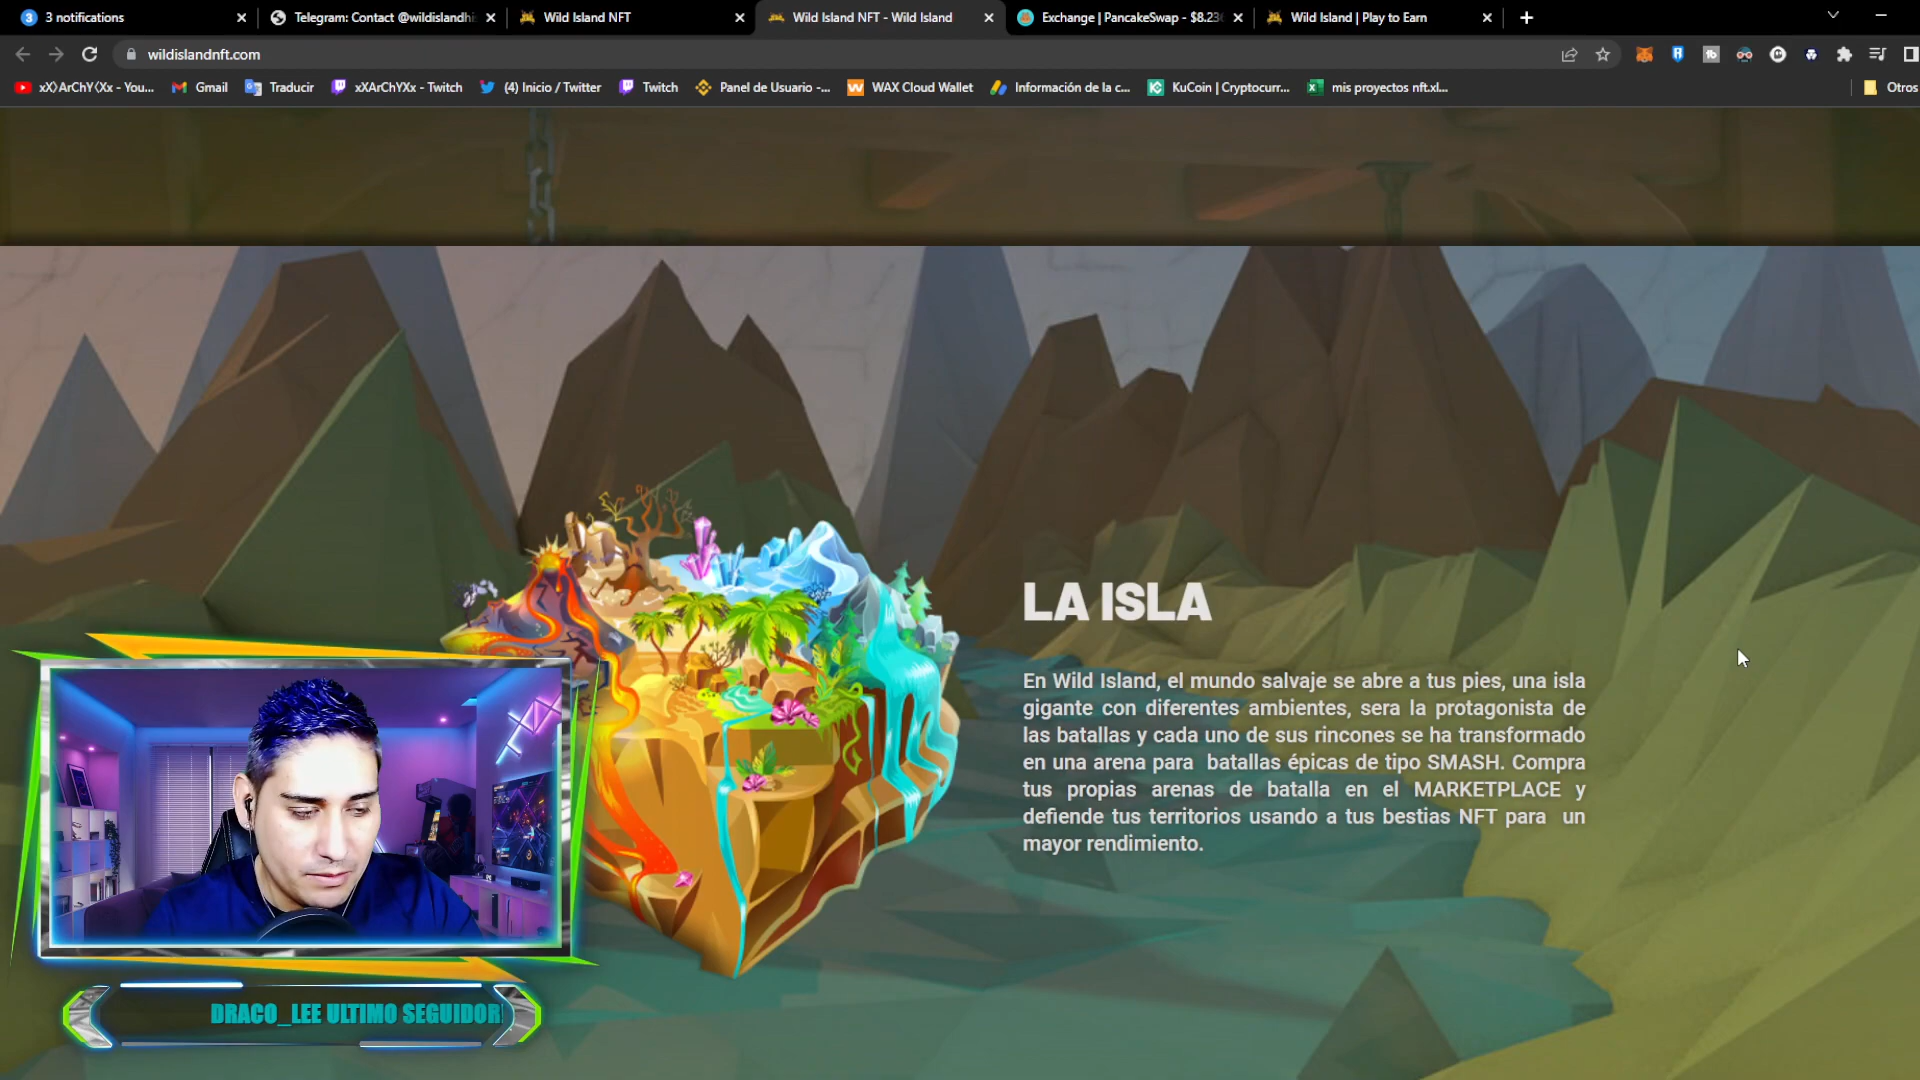 3 notifications
Telegram: Contact @wildislandhi
Wild Island NFT
Wild Island NFT - Wild Island
Exchange | PancakeSwap - $8.23
Wild Island | Play to Earn
wildislandnft.com
xX)ArChY(Xx - You...
Gmail
Traducir
xXArChYXx - Twitch
(4) Inicio / Twitter
Twitch
Panel de Usuario -...
WAX Cloud Wallet
Información de la c...
KuCoin | Cryptocurr...
mis proyectos nft.xl...
Otros
LA ISLA
En Wild Island, el mundo salvaje se abre a tus pies, una isla
gigante con diferentes ambientes, sera la protagonista de
las batallas y cada uno de sus rincones se ha transformado
en una arena para batallas épicas de tipo SMASH. Compra
tus propias arenas de batalla en el MARKETPLACE y
defiende tus territorios usando a tus bestias NFT para un
mayor rendimiento.
DRACO_LEE ULTIMO SEGUIDOR